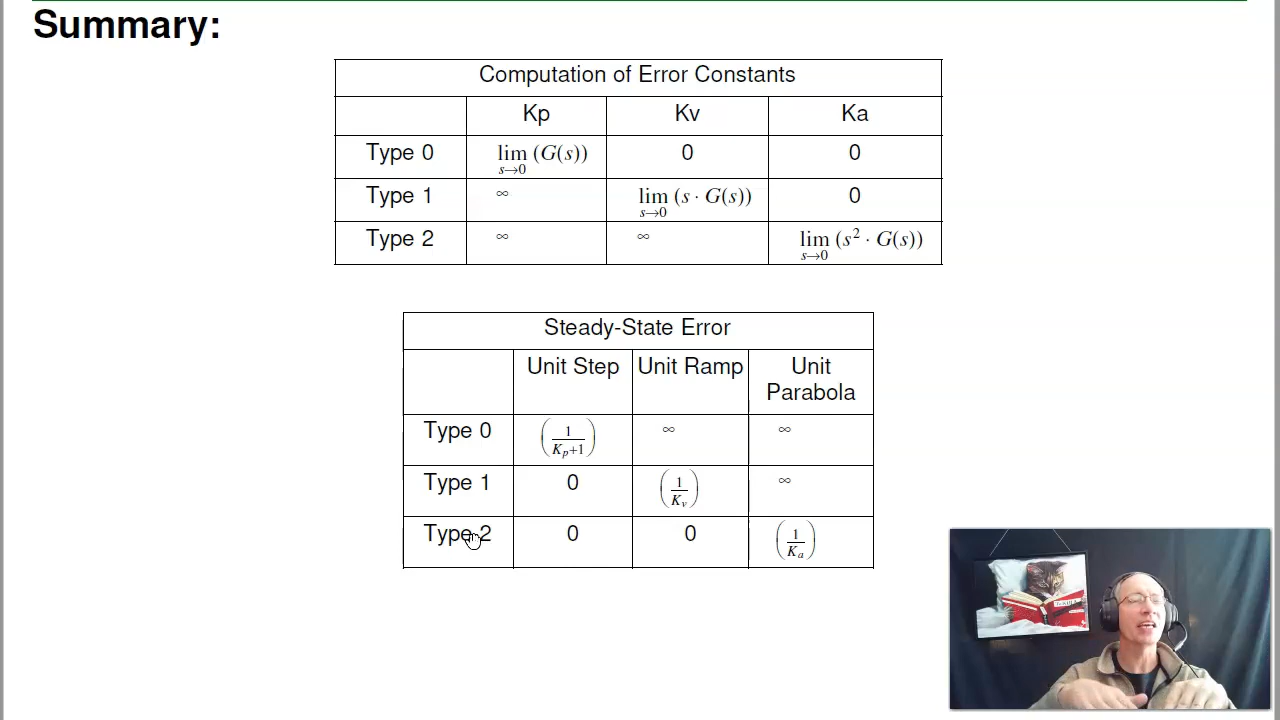 Summary:
Computation of Error Constants
Kp Kv Ka
Type 0 lim s→0 (G(s)) 0 0
Type 1 ∞ lim s→0 (s · G(s)) 0
Type 2 ∞ ∞ lim s→0 (s² · G(s))
Steady-State Error
Unit Step Unit Ramp Unit Parabola
Type 0 (1/(Kₚ+1)) ∞ ∞
Type 1 0 (1/Kᵥ) ∞
Type 2 0 0 (1/Kₐ)